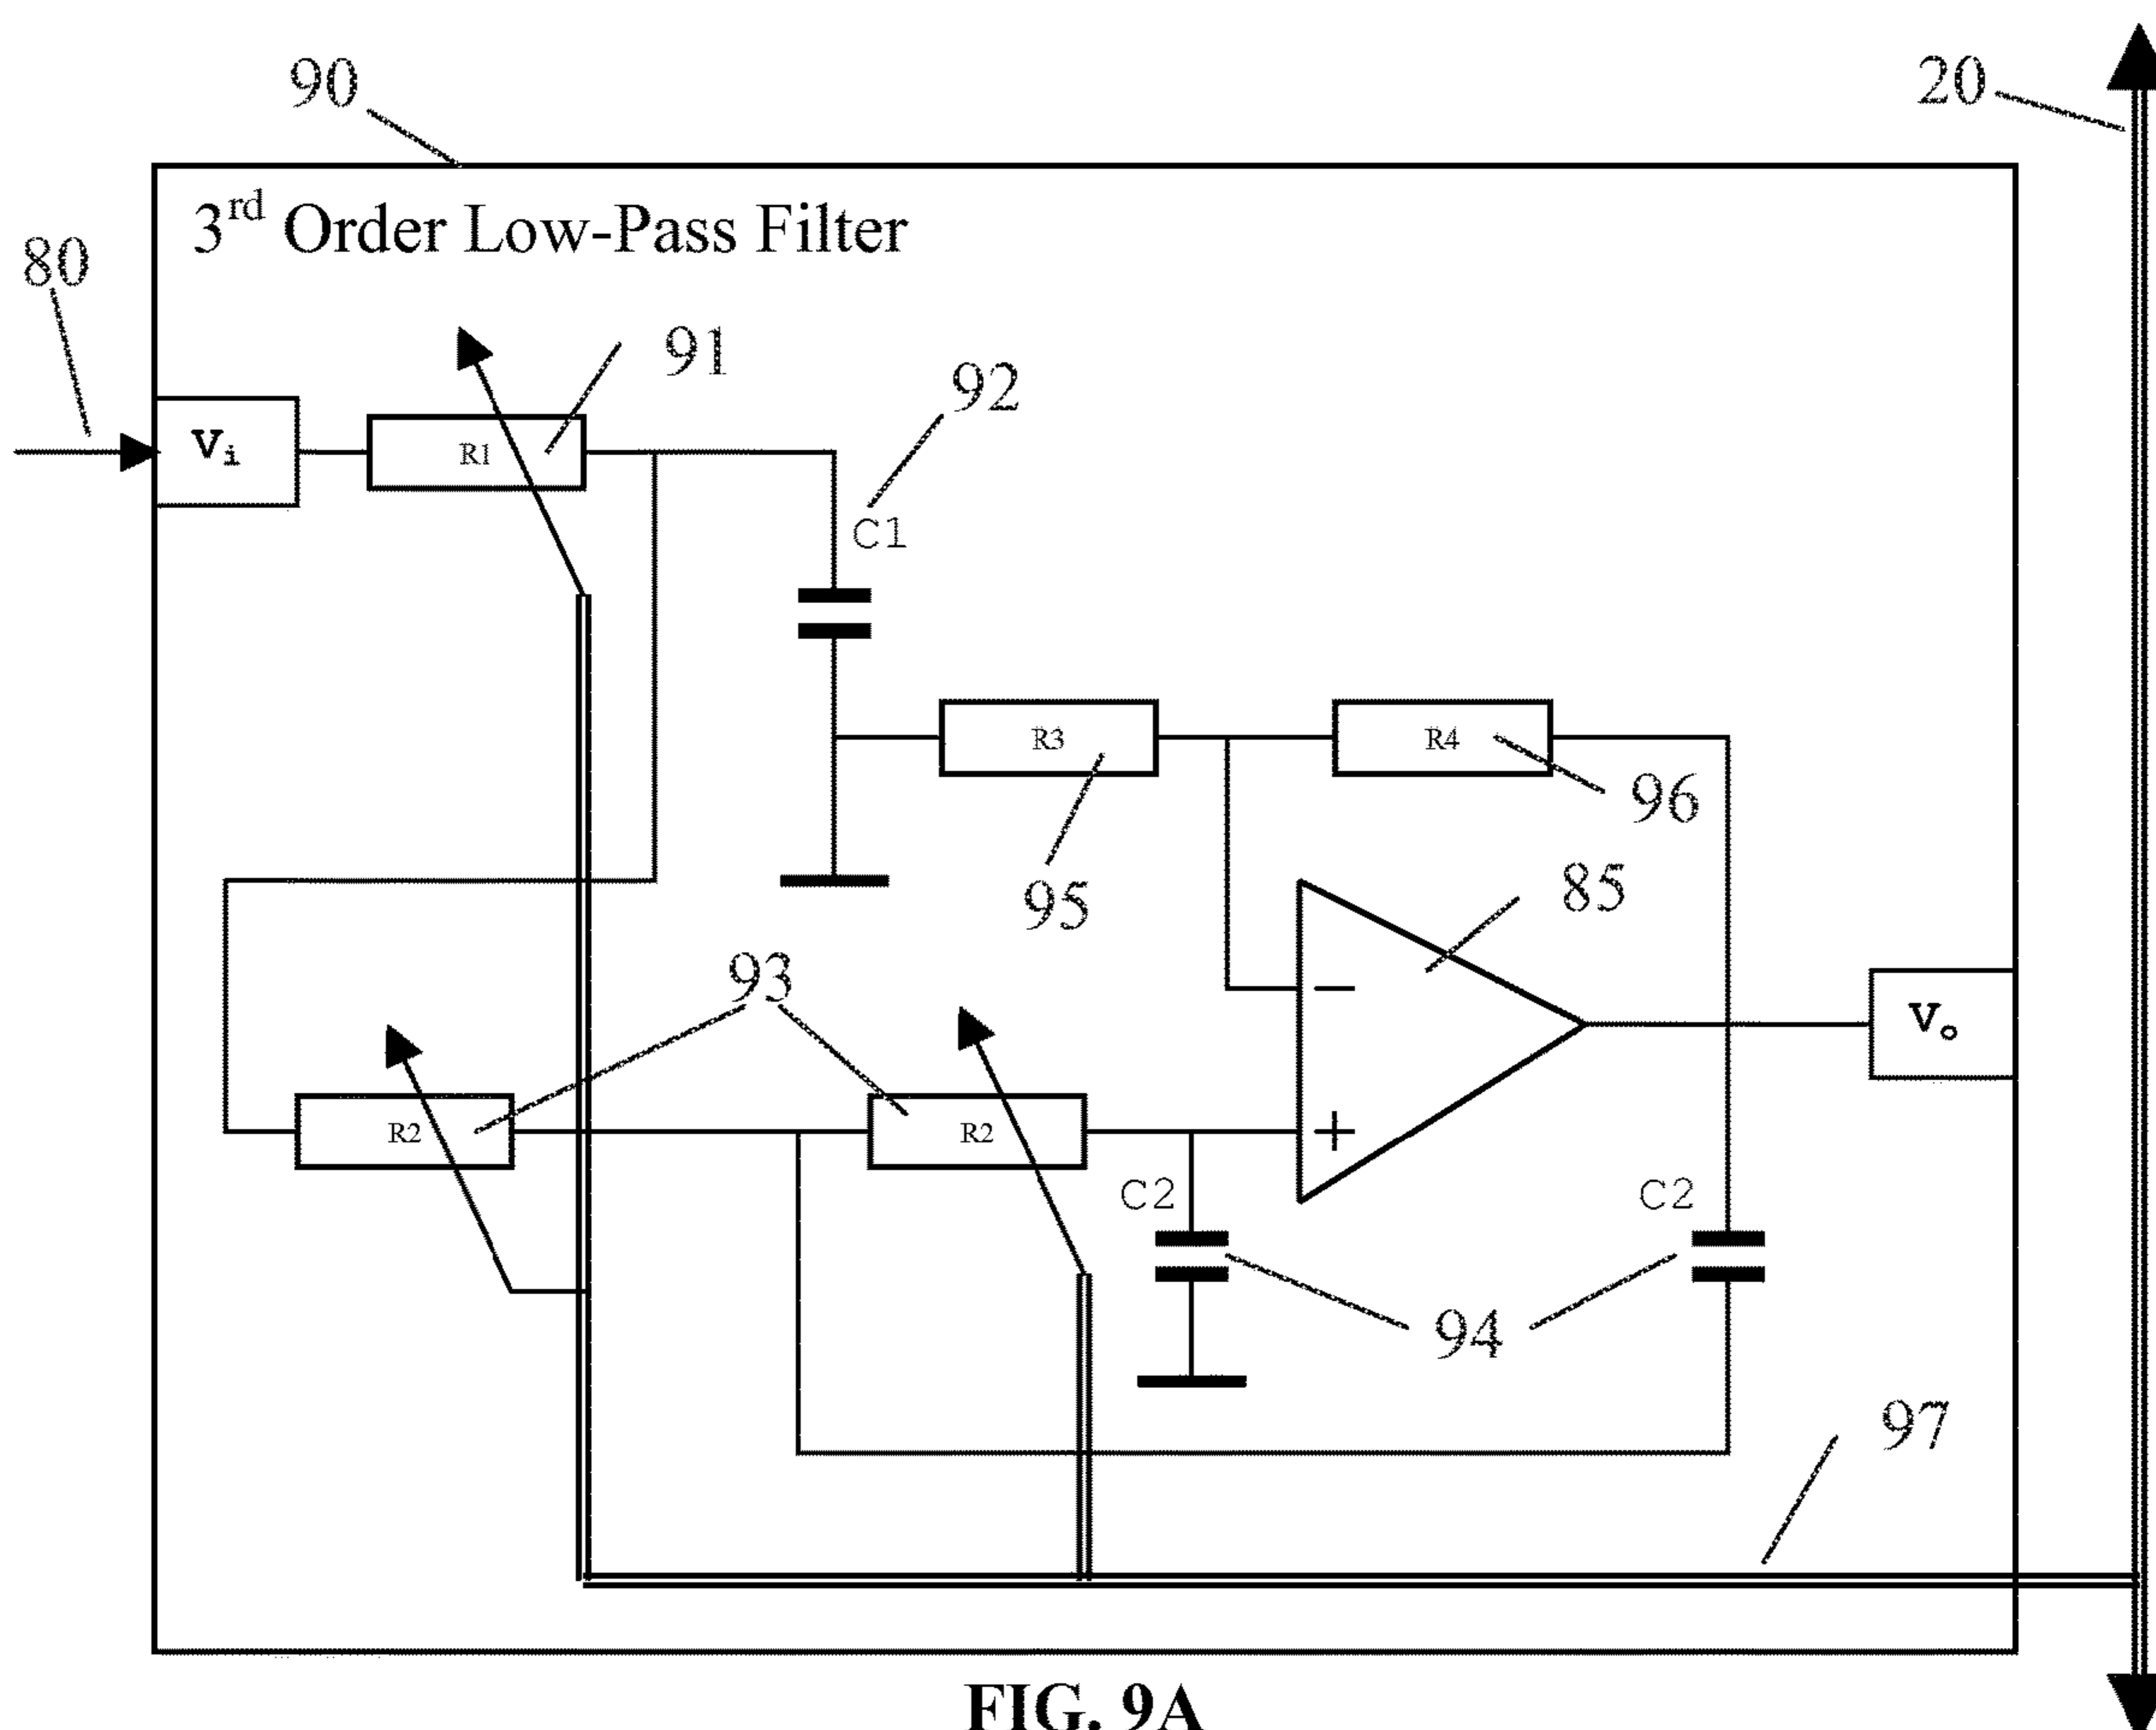 90
20
3rd Order Low-Pass Filter
80
91
92
vi
R1
C1
R3
R4
96
95
85
93
vo
R2
R2
C2
C2
94
97
FIG. 9A